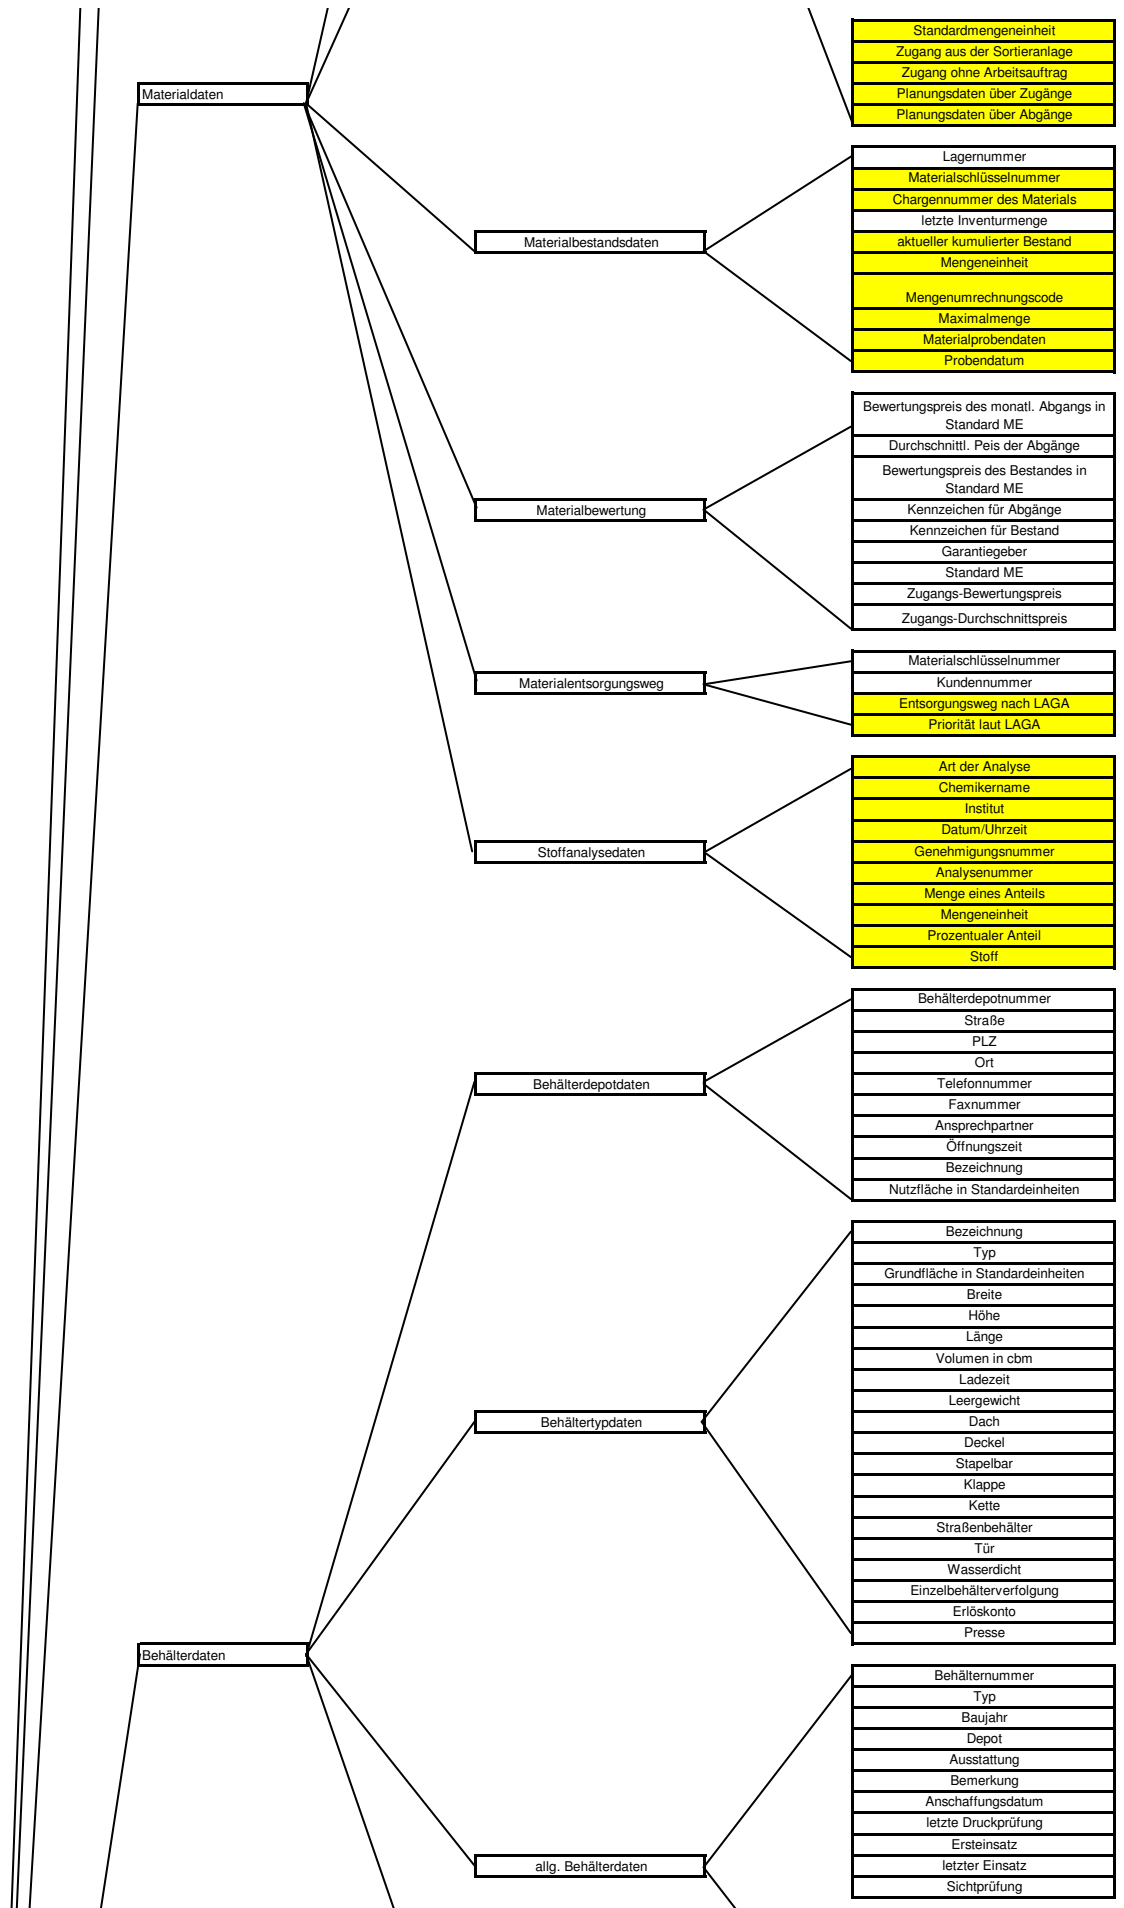 Standardmengeneinheit
Zugang aus der Sortieranlage
Zugang ohne Arbeitsauftrag
Planungsdaten über Zugänge
Planungsdaten über Abgänge
Materialdaten
Materialbestandsdaten
Lagernummer
Materialschlüsselnummer
Chargennummer des Materials
letzte Inventurmenge
aktueller kumulierter Bestand
Mengeneinheit
Mengenumrechnungscode
Maximalmenge
Materialprobendaten
Probendatum
Materialbewertung
Bewertungspreis des monatl. Abgangs in
Standard ME
Durchschnittl. Peis der Abgänge
Bewertungspreis des Bestandes in
Standard ME
Kennzeichen für Abgänge
Kennzeichen für Bestand
Garantiegeber
Standard ME
Zugangs-Bewertungspreis
Zugangs-Durchschnittspreis
Materialentsorgungsweg
Materialschlüsselnummer
Kundennummer
Entsorgungsweg nach LAGA
Priorität laut LAGA
Stoffanalysedaten
Art der Analyse
Chemikername
Institut
Datum/Uhrzeit
Genehmigungsnummer
Analysenummer
Menge eines Anteils
Mengeneinheit
Prozentualer Anteil
Stoff
Behälterdepotdaten
Behälterdepotnummer
Straße
PLZ
Ort
Telefonnummer
Faxnummer
Ansprechpartner
Öffnungszeit
Bezeichnung
Nutzfläche in Standardeinheiten
Behältertypdaten
Bezeichnung
Typ
Grundfläche in Standardeinheiten
Breite
Höhe
Länge
Volumen in cbm
Ladezeit
Leergewicht
Dach
Deckel
Stapelbar
Klappe
Kette
Straßenbehälter
Tür
Wasserdicht
Einzelbehälterverfolgung
Erlöskonto
Presse
Behälterdaten
allg. Behälterdaten
Behälternummer
Typ
Baujahr
Depot
Ausstattung
Bemerkung
Anschaffungsdatum
letzte Druckprüfung
Ersteinsatz
letzter Einsatz
Sichtprüfung